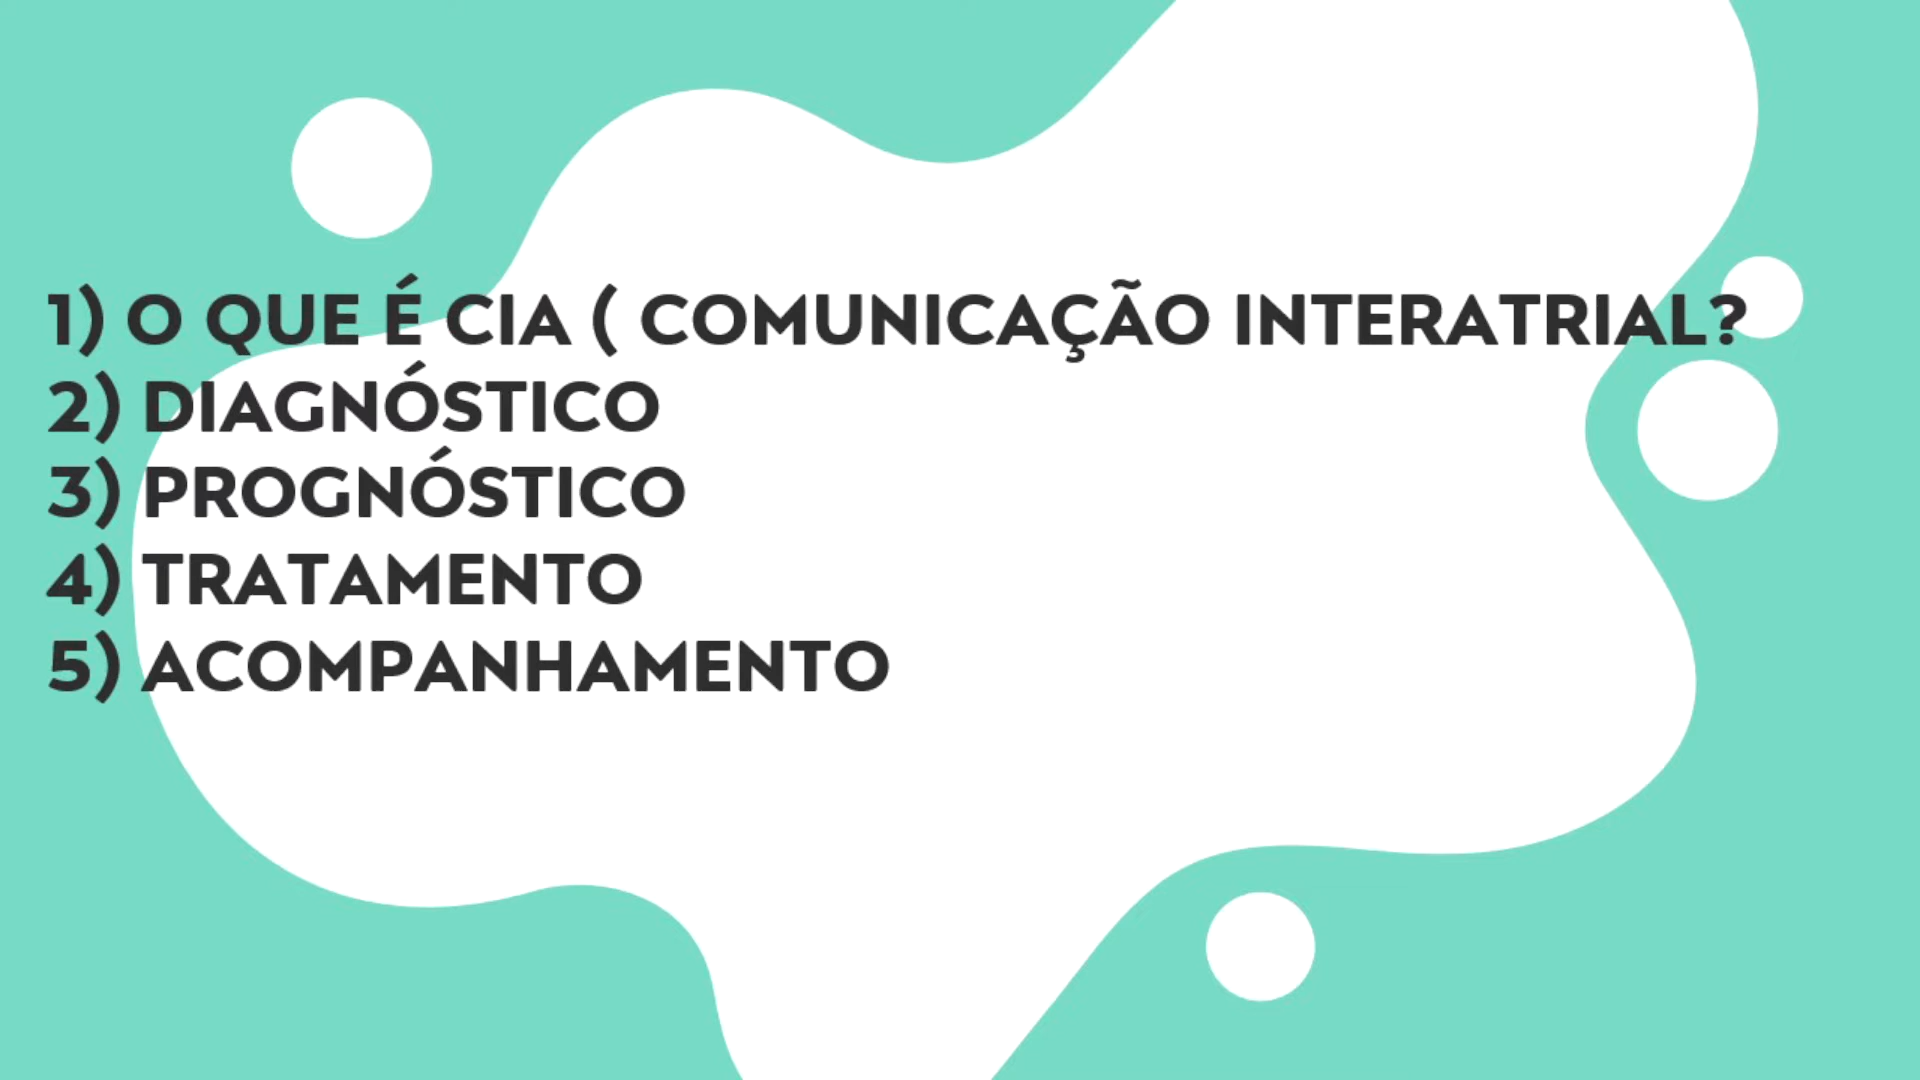 1) O QUE É CIA ( COMUNICAÇÃO INTERATRIAL?
2) DIAGNÓSTICO
3) PROGNÓSTICO
4) TRATAMENTO
5) ACOMPANHAMENTO